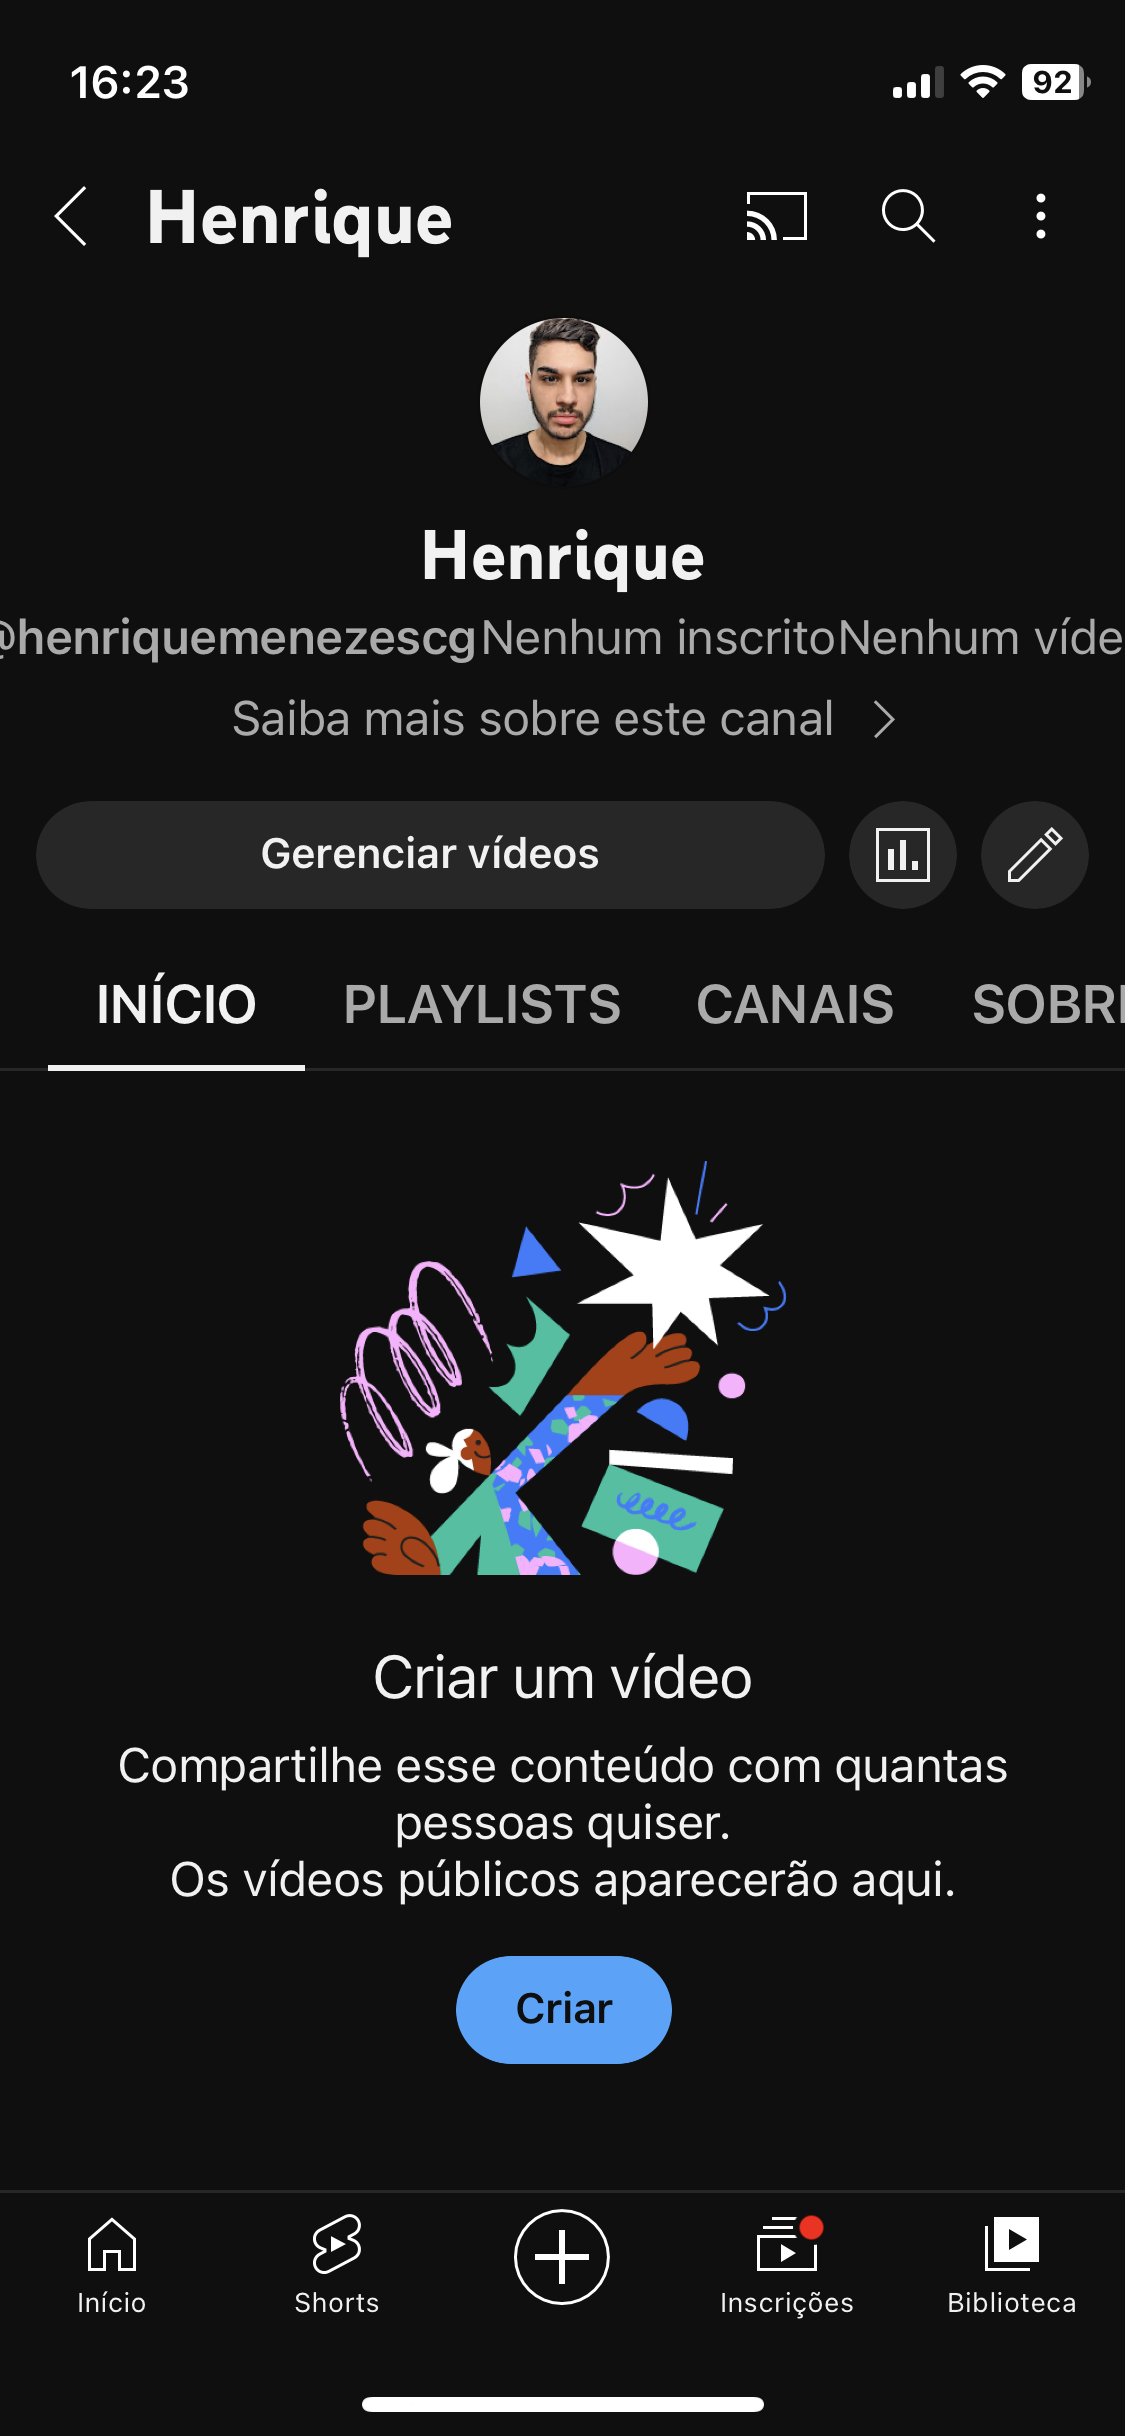 16:23
92
Henrique
Henrique
@henriquemenezescgNenhum inscritoNenhum víde
Saiba mais sobre este canal
Gerenciar vídeos
INÍCIO PLAYLISTS CANAIS SOBRE
Criar um vídeo
Compartilhe esse conteúdo com quantas
pessoas quiser.
Os vídeos públicos aparecerão aqui.
Criar
Início Shorts Inscrições Biblioteca